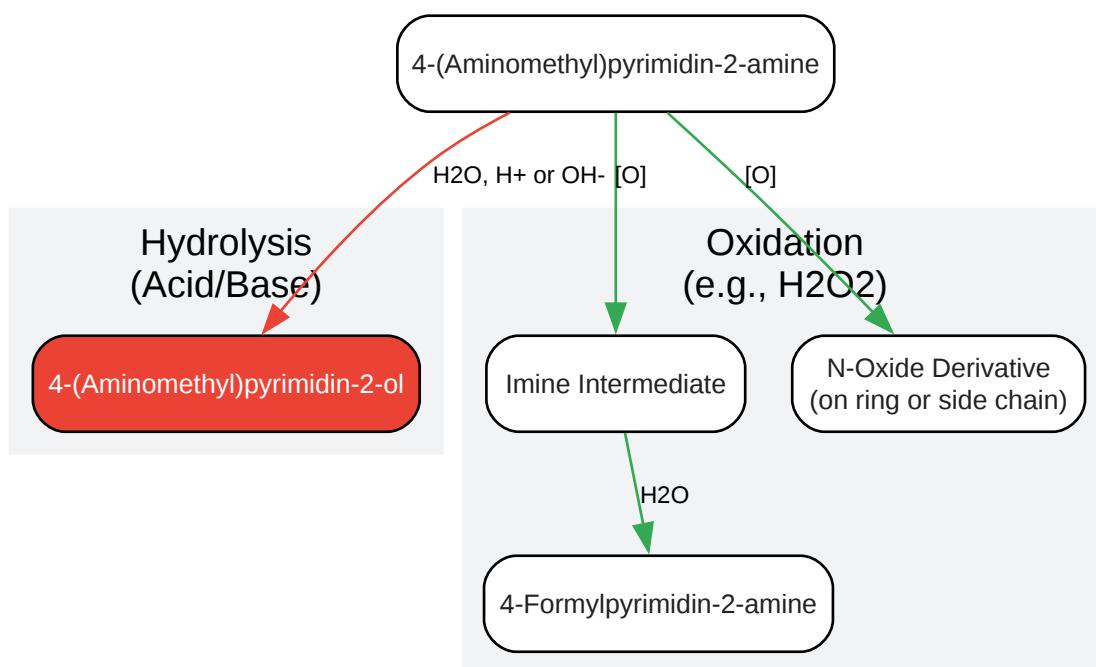 4-(Aminomethyl)pyrimidin-2-amine
H2O, H+ or OH-
[O]
[O]
Hydrolysis
(Acid/Base)
Oxidation
(e.g., H2O2)
4-(Aminomethyl)pyrimidin-2-ol
Imine Intermediate
N-Oxide Derivative
(on ring or side chain)
H2O
4-Formylpyrimidin-2-amine